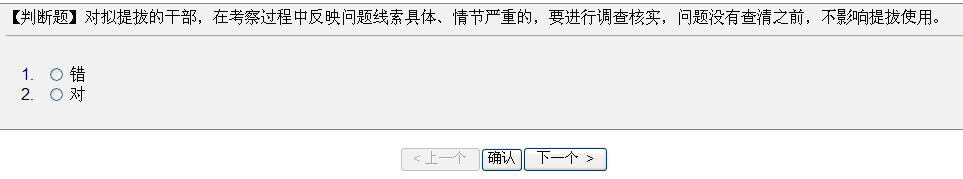 【判断题】对拟提拔的干部，在考察过程中反映问题线索具体、情节严重的，要进行调查核实，问题没有查清之前，不影响提拔使用。
1. 错
2. 对
< 上一个 确认 下一个 >